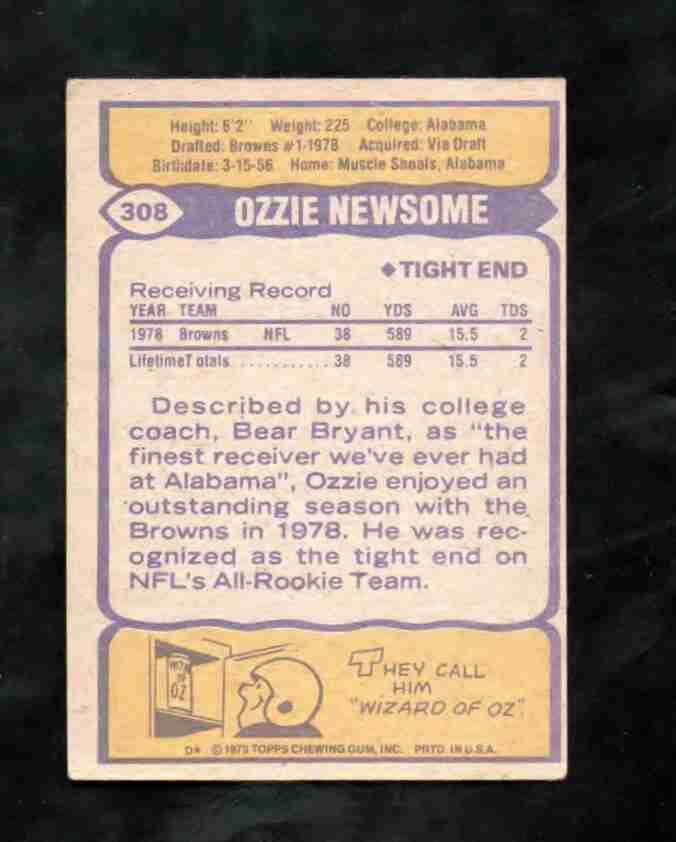 Height: 6'2" Weight: 225 College: Alabama
Drafted: Browns #1-1978 Acquired: Via Draft
Birthdate: 3-15-56 Home: Muscle Shoals, Alabama
308 OZZIE NEWSOME
♦TIGHT END
Receiving Record
YEAR TEAM NO YDS AVG TDS
1978 Browns NFL 38 589 15.5 2
LifetimeT otals ........... 38 589 15.5 2
Described by his college
coach, Bear Bryant, as "the
finest receiver we've ever had
at Alabama", Ozzie enjoyed an
outstanding season with the
Browns in 1978. He was rec-
ognized as the tight end on
NFL's All-Rookie Team.
OF
OZ
THEY CALL
HIM
"WIZARD OF OZ".
D* © 1979 TOPPS CHEWING GUM, INC. PRTD. IN U.S.A.